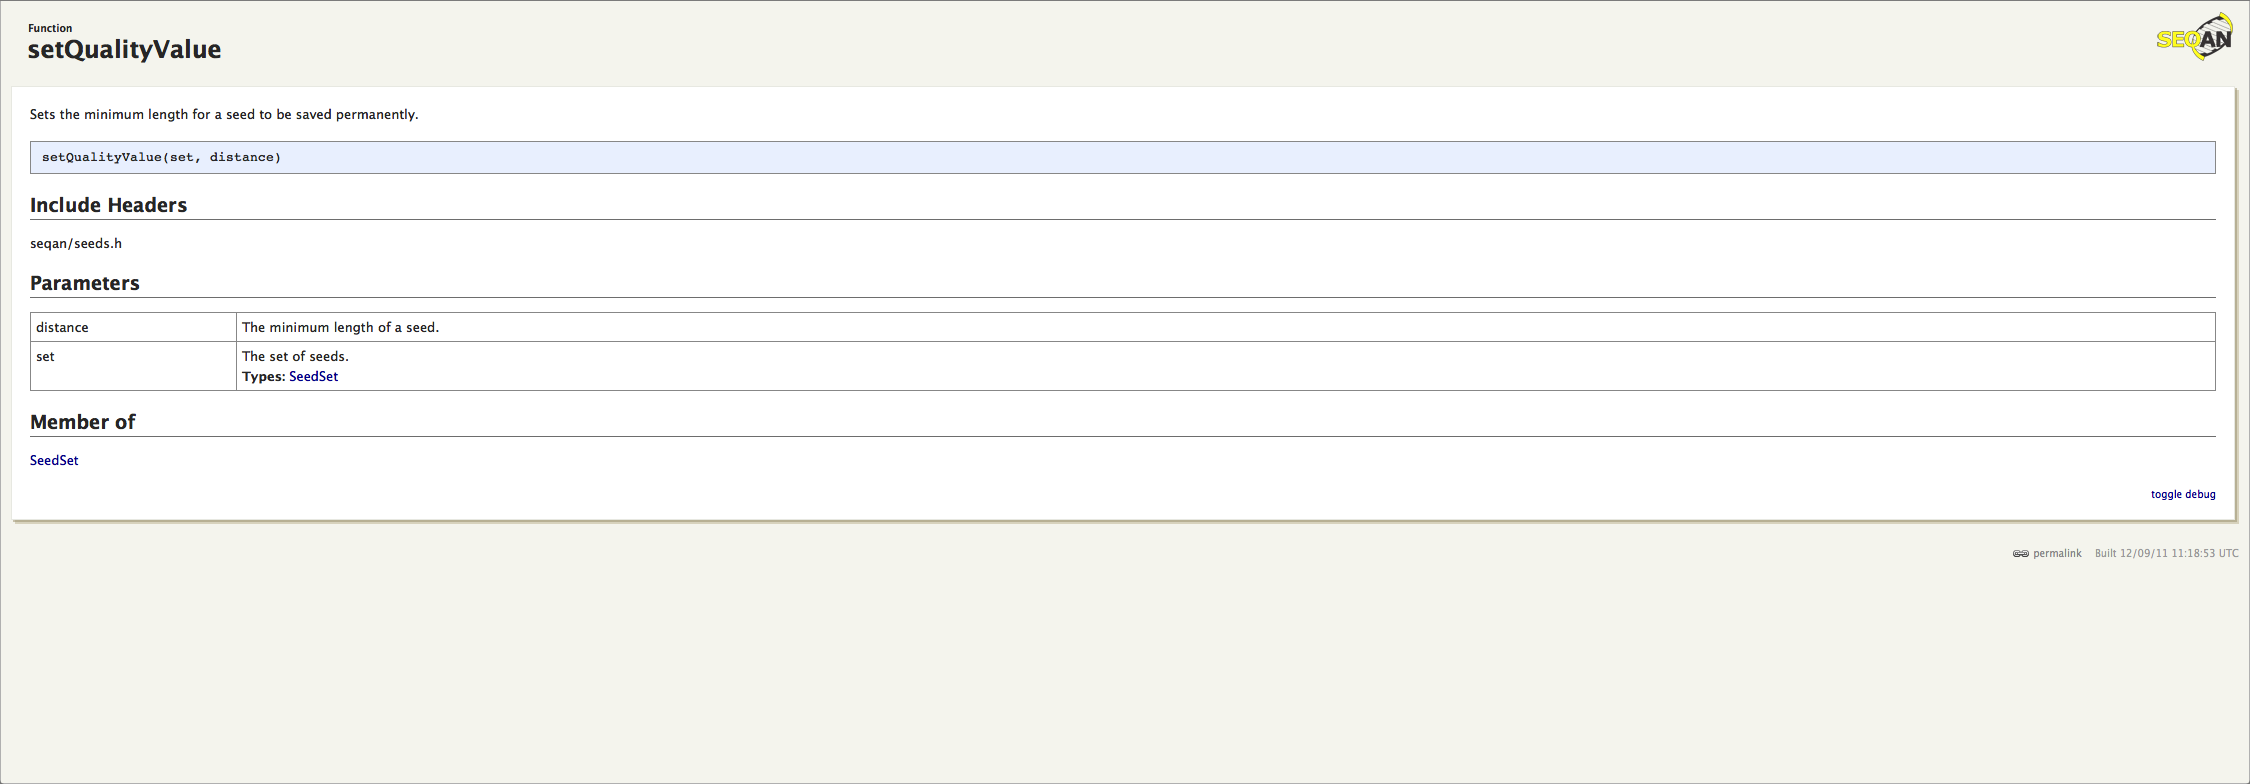 Function
setQualityValue
SEQAN
Sets the minimum length for a seed to be saved permanently.
setQualityValue(set, distance)
Include Headers
seqan/seeds.h
Parameters
distance The minimum length of a seed.
set The set of seeds.
Types: SeedSet
Member of
SeedSet
toggle debug
permalink Built 12/09/11 11:18:53 UTC